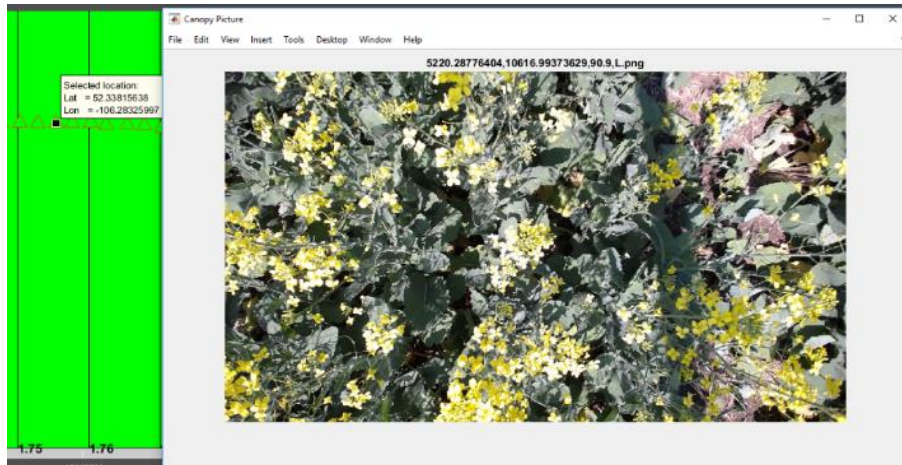 Canopy Picture
File Edit View Insert Tools Desktop Window Help
5220.28776404,10616.99373629,90.9,L.png
Selected location:
Lat = 52.33815638
Lon = -106.28325997
1.75 1.76